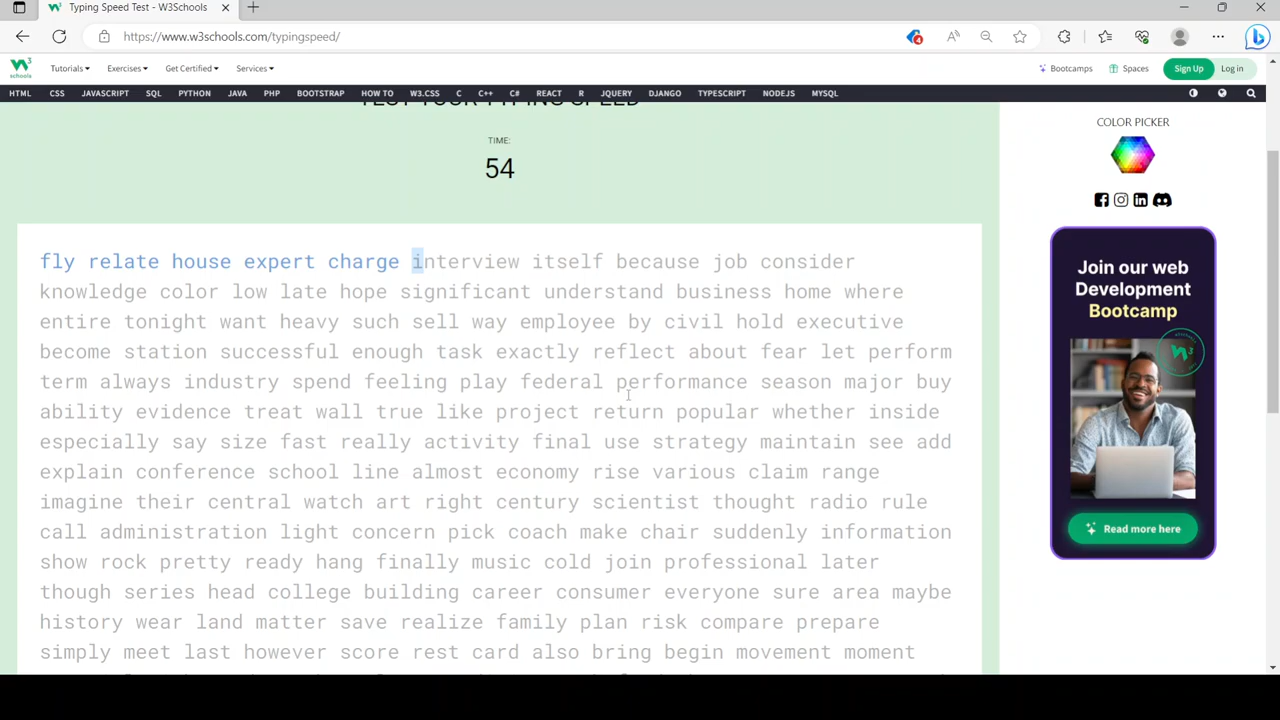 Typing Speed Test - W3Schools
https://www.w3schools.com/typingspeed/
4
W3 schools Tutorials Exercises Get Certified Services Bootcamps Spaces Sign Up Log in
HTML CSS JAVASCRIPT SQL PYTHON JAVA PHP BOOTSTRAP HOW TO W3.CSS C C++ C# REACT R JQUERY DJANGO TYPESCRIPT NODEJS MYSQL
TEST YOUR TYPING SPEED
TIME:
54
fly relate house expert charge interview itself because job consider
knowledge color low late hope significant understand business home where
entire tonight want heavy such sell way employee by civil hold executive
become station successful enough task exactly reflect about fear let perform
term always industry spend feeling play federal performance season major buy
ability evidence treat wall true like project return popular whether inside
especially say size fast really activity final use strategy maintain see add
explain conference school line almost economy rise various claim range
imagine their central watch art right century scientist thought radio rule
call administration light concern pick coach make chair suddenly information
show rock pretty ready hang finally music cold join professional later
though series head college building career consumer everyone sure area maybe
history wear land matter save realize family plan risk compare prepare
simply meet last however score rest card also bring begin movement moment
COLOR PICKER
Join our web
Development
Bootcamp
W3
Read more here